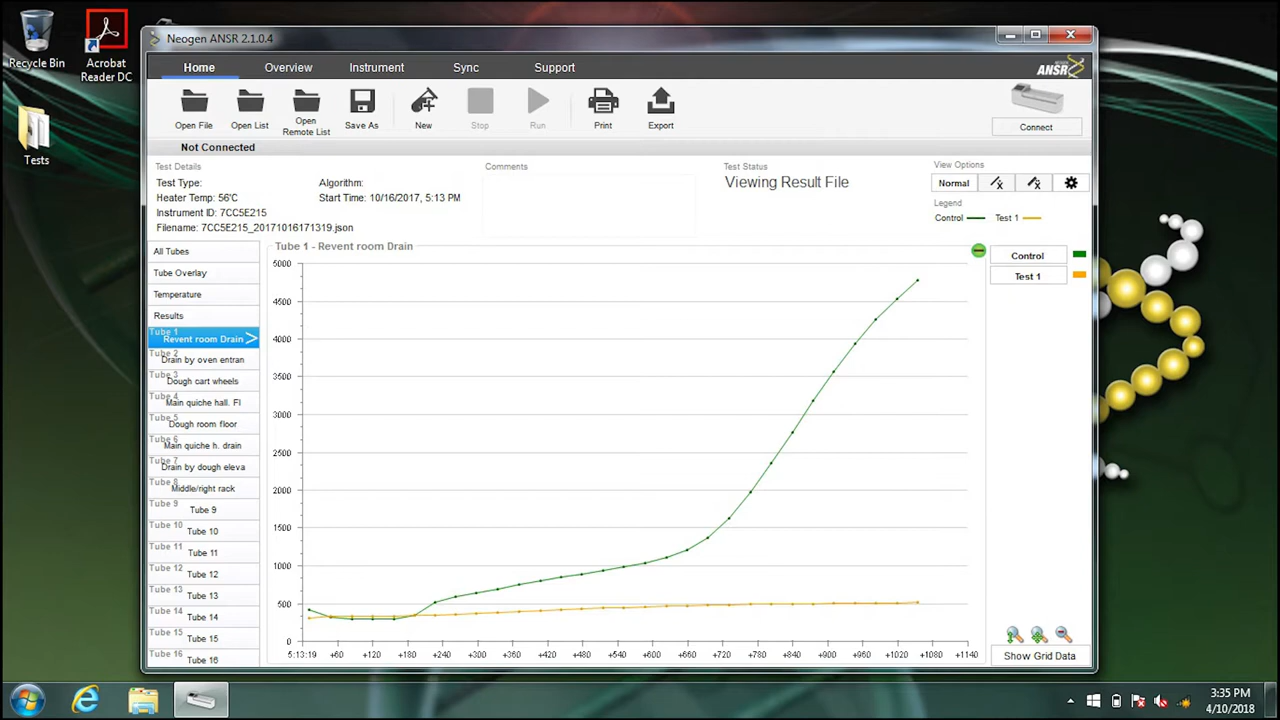 Recycle Bin
Acrobat
Reader DC
Tests
Neogen ANSR 2.1.0.4
Home Overview Instrument Sync Support
ANSR
Open File Open List Open Remote List Save As New Stop Run Print Export Connect
Not Connected
Test Details
Test Type: Algorithm:
Heater Temp: 56°C Start Time: 10/16/2017, 5:13 PM
Instrument ID: 7CC5E215
Filename: 7CC5E215_20171016171319.json
Comments
Test Status
Viewing Result File
View Options
Normal
Legend
Control Test 1
All Tubes
Tube Overlay
Temperature
Results
Tube 1
Revent room Drain
Tube 2
Drain by oven entran
Tube 3
Dough cart wheels
Tube 4
Main quiche hall. Fl
Tube 5
Dough room floor
Tube 6
Main quiche h. drain
Tube 7
Drain by dough eleva
Tube 8
Middle/right rack
Tube 9
Tube 9
Tube 10
Tube 10
Tube 11
Tube 11
Tube 12
Tube 12
Tube 13
Tube 13
Tube 14
Tube 14
Tube 15
Tube 15
Tube 16
Tube 16
Tube 1 - Revent room Drain
5000
4500
4000
3500
3000
2500
2000
1500
1000
500
0
5:13:19 +60 +120 +180 +240 +300 +360 +420 +480 +540 +600 +660 +720 +780 +840 +900 +960 +1020 +1080 +1140
Control
Test 1
Show Grid Data
3:35 PM
4/10/2018